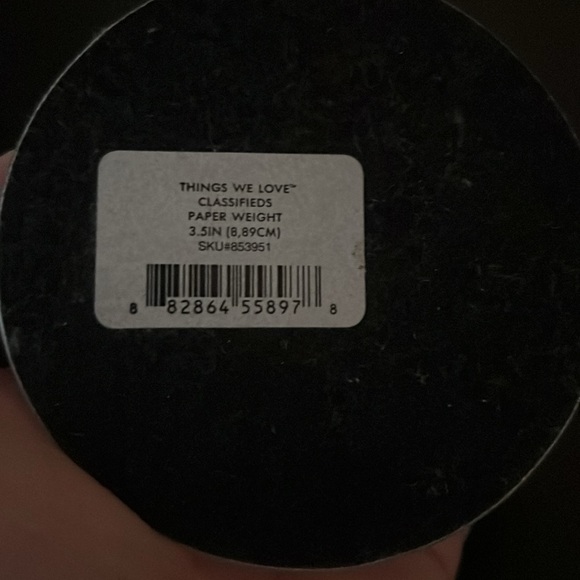 THINGS WE LOVE™
CLASSIFIEDS
PAPER WEIGHT
3.5IN (8,89CM)
SKU#853951
8 82864 55897 8